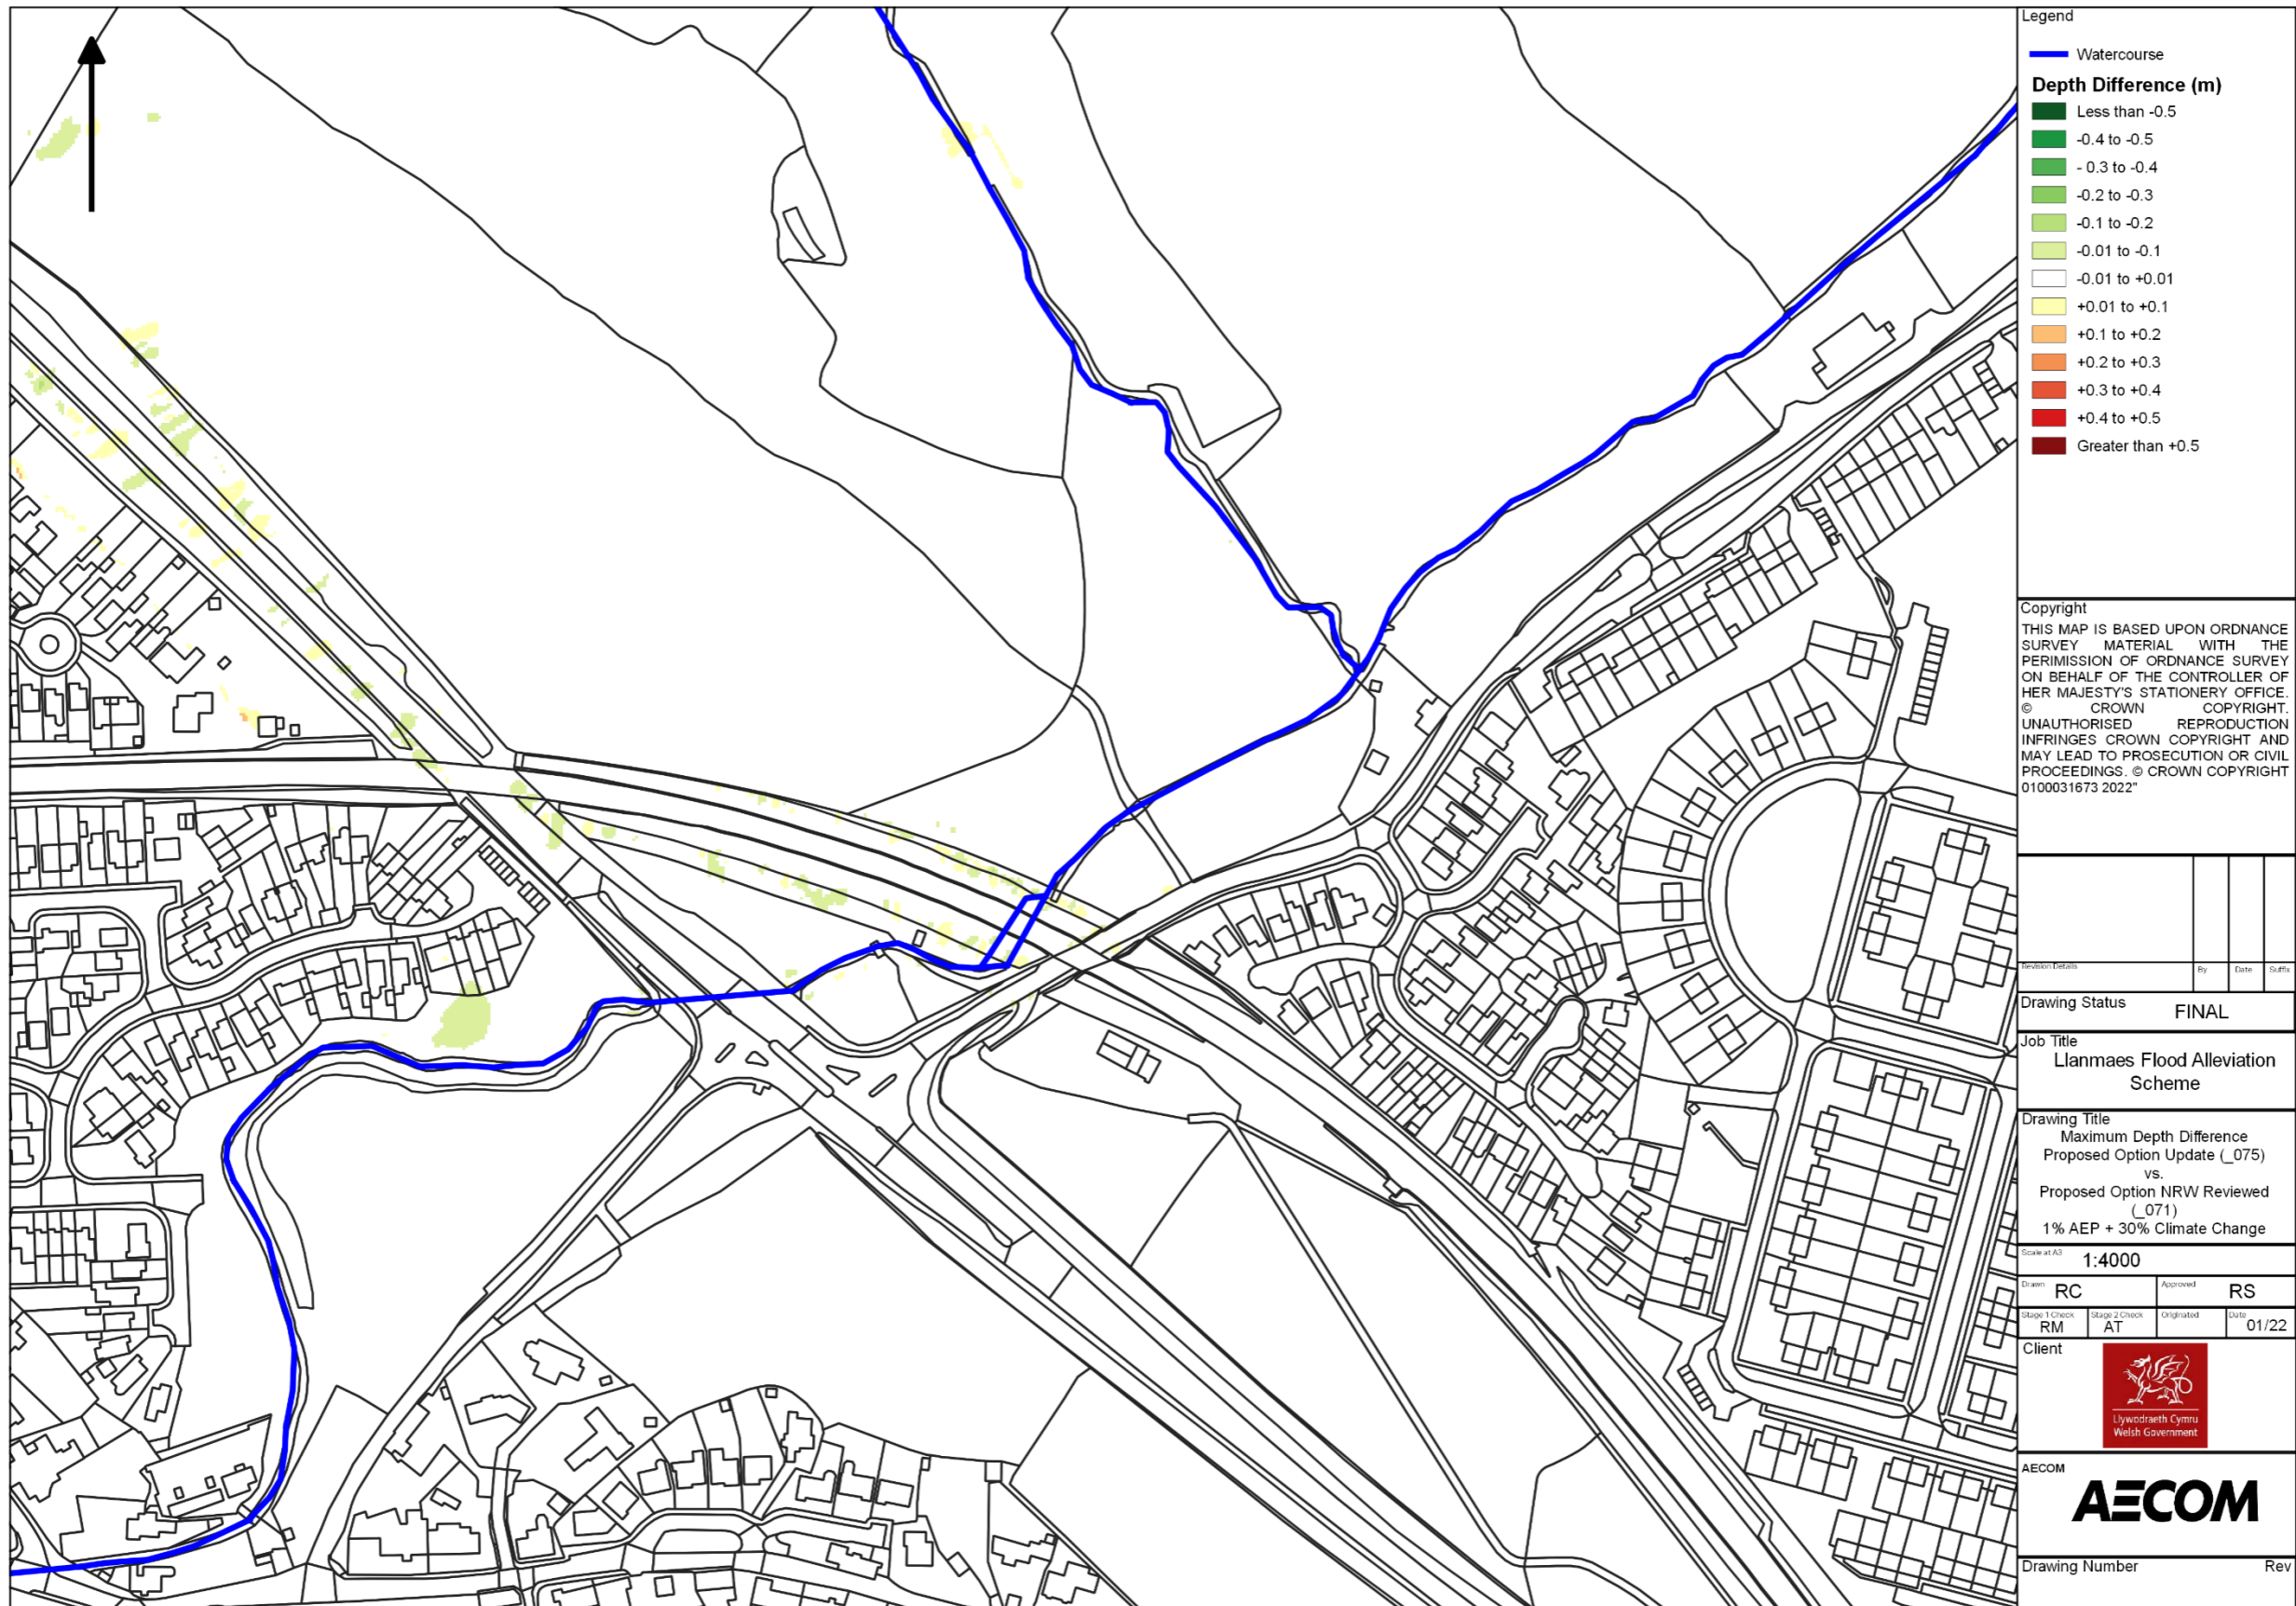 Legend
Watercourse
Depth Difference (m)
Less than -0.5
-0.4 to -0.5
- 0.3 to -0.4
-0.2 to -0.3
-0.1 to -0.2
-0.01 to -0.1
-0.01 to +0.01
+0.01 to +0.1
+0.1 to +0.2
+0.2 to +0.3
+0.3 to +0.4
+0.4 to +0.5
Greater than +0.5
Copyright
THIS MAP IS BASED UPON ORDNANCE
SURVEY MATERIAL WITH THE
PERIMISSION OF ORDNANCE SURVEY
ON BEHALF OF THE CONTROLLER OF
HER MAJESTY'S STATIONERY OFFICE.
© CROWN COPYRIGHT.
UNAUTHORISED REPRODUCTION
INFRINGES CROWN COPYRIGHT AND
MAY LEAD TO PROSECUTION OR CIVIL
PROCEEDINGS. © CROWN COPYRIGHT
0100031673 2022"
Revision Details By Date Suffix
Drawing Status FINAL
Job Title
Llanmaes Flood Alleviation
Scheme
Drawing Title
Maximum Depth Difference
Proposed Option Update (_075)
vs.
Proposed Option NRW Reviewed
(_071)
1% AEP + 30% Climate Change
Scale at A3 1:4000
Drawn RC Approved RS
Stage 1 Check Stage 2 Check Originated Date
RM AT 01/22
Client
Llywodraeth Cymru
Welsh Government
AECOM
AECOM
Drawing Number Rev